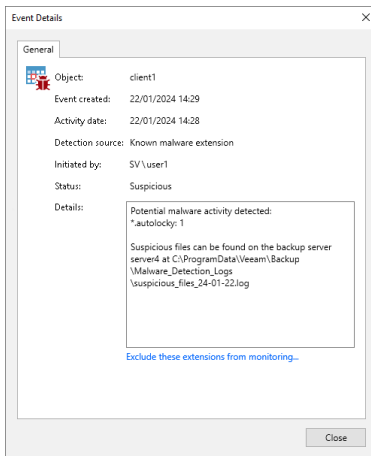 Event Details
General
Object: client1
Event created: 22/01/2024 14:29
Activity date: 22/01/2024 14:28
Detection source: Known malware extension
Initiated by: SV\user1
Status: Suspicious
Details:
Potential malware activity detected:
*.autolocky: 1
Suspicious files can be found on the backup server
server4 at C:\ProgramData\Veeam\Backup
\Malware_Detection_Logs
\suspicious_files_24-01-22.log
Exclude these extensions from monitoring...
Close